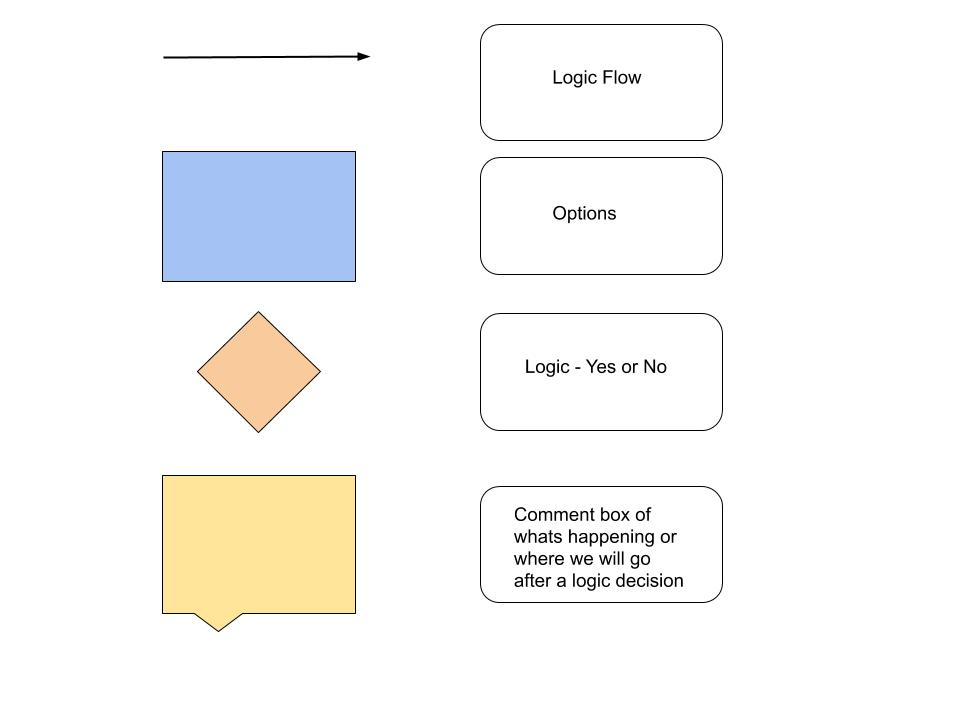 Logic Flow
Options
Logic - Yes or No
Comment box of
whats happening or
where we will go
after a logic decision